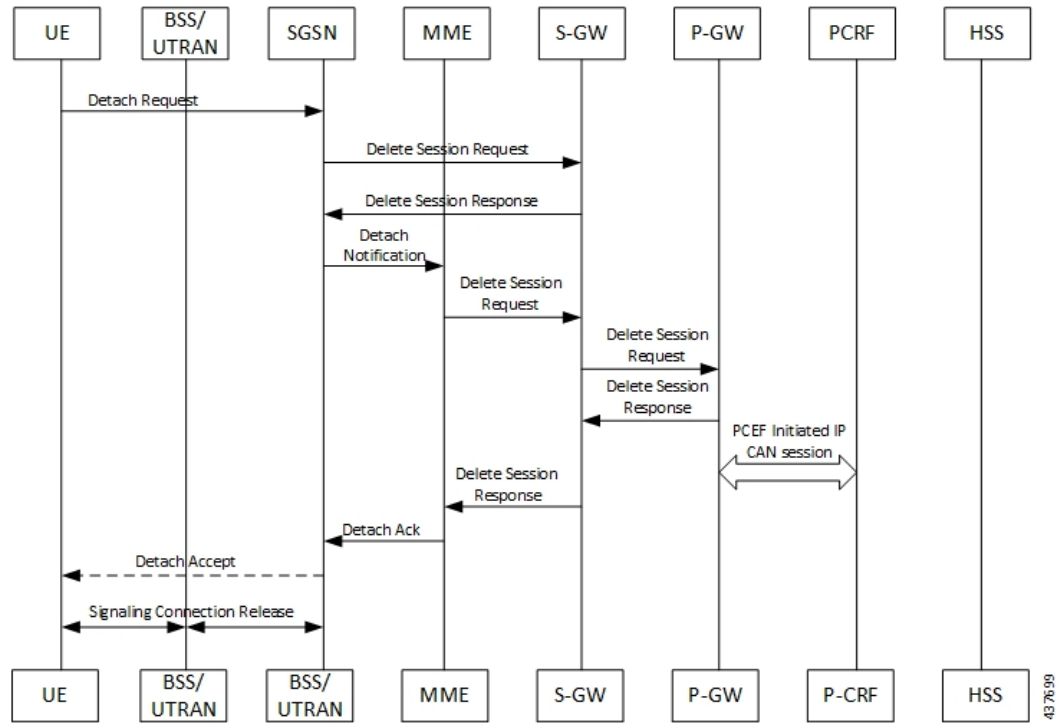 UE
BSS/
UTRAN
SGSN
MME
S-GW
P-GW
PCRF
HSS
Detach Request
Delete Session Request
Delete Session Response
Detach
Notification
Delete Session
Request
Delete Session
Request
Delete Session
Response
PCEF Initiated IP
CAN session
Delete Session
Response
Detach Ack
Detach Accept
Signaling Connection Release
UE
BSS/
UTRAN
BSS/
UTRAN
MME
S-GW
P-GW
P-CRF
HSS
437699